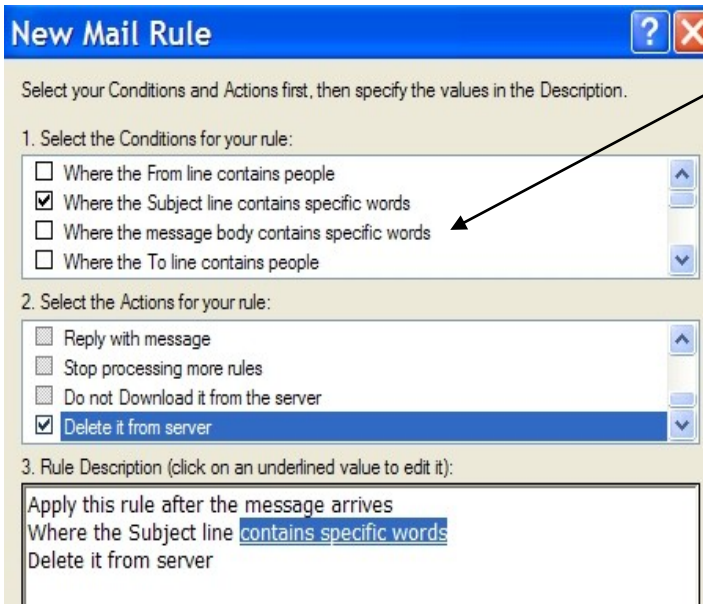 New Mail Rule
Select your Conditions and Actions first, then specify the values in the Description.
1. Select the Conditions for your rule:
Where the From line contains people
Where the Subject line contains specific words
Where the message body contains specific words
Where the To line contains people
2. Select the Actions for your rule:
Reply with message
Stop processing more rules
Do not Download it from the server
Delete it from server
3. Rule Description (click on an underlined value to edit it):
Apply this rule after the message arrives
Where the Subject line contains specific words
Delete it from server